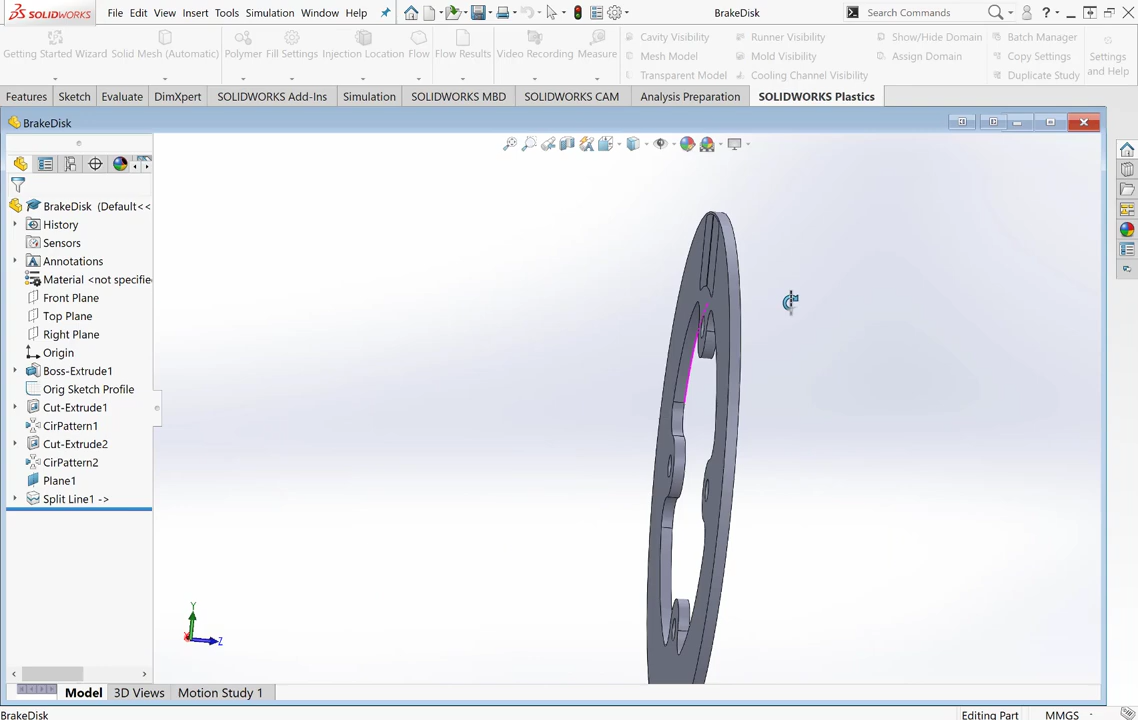 SOLIDWORKS File Edit View Insert Tools Simulation Window Help BrakeDisk Search Commands
Getting Started Wizard Solid Mesh (Automatic) Polymer Fill Settings Injection Location Flow Flow Results Video Recording Measure Cavity Visibility Runner Visibility Show/Hide Domain Batch Manager Settings and Help
Mesh Model Mold Visibility Assign Domain Copy Settings
Transparent Model Cooling Channel Visibility Duplicate Study
Features Sketch Evaluate DimXpert SOLIDWORKS Add-Ins Simulation SOLIDWORKS MBD SOLIDWORKS CAM Analysis Preparation SOLIDWORKS Plastics
BrakeDisk
BrakeDisk (Default<<
History
Sensors
Annotations
Material <not specifie
Front Plane
Top Plane
Right Plane
Origin
Boss-Extrude1
Orig Sketch Profile
Cut-Extrude1
CirPattern1
Cut-Extrude2
CirPattern2
Plane1
Split Line1 ->
Y
X Z
Model 3D Views Motion Study 1
BrakeDisk Editing Part MMGS